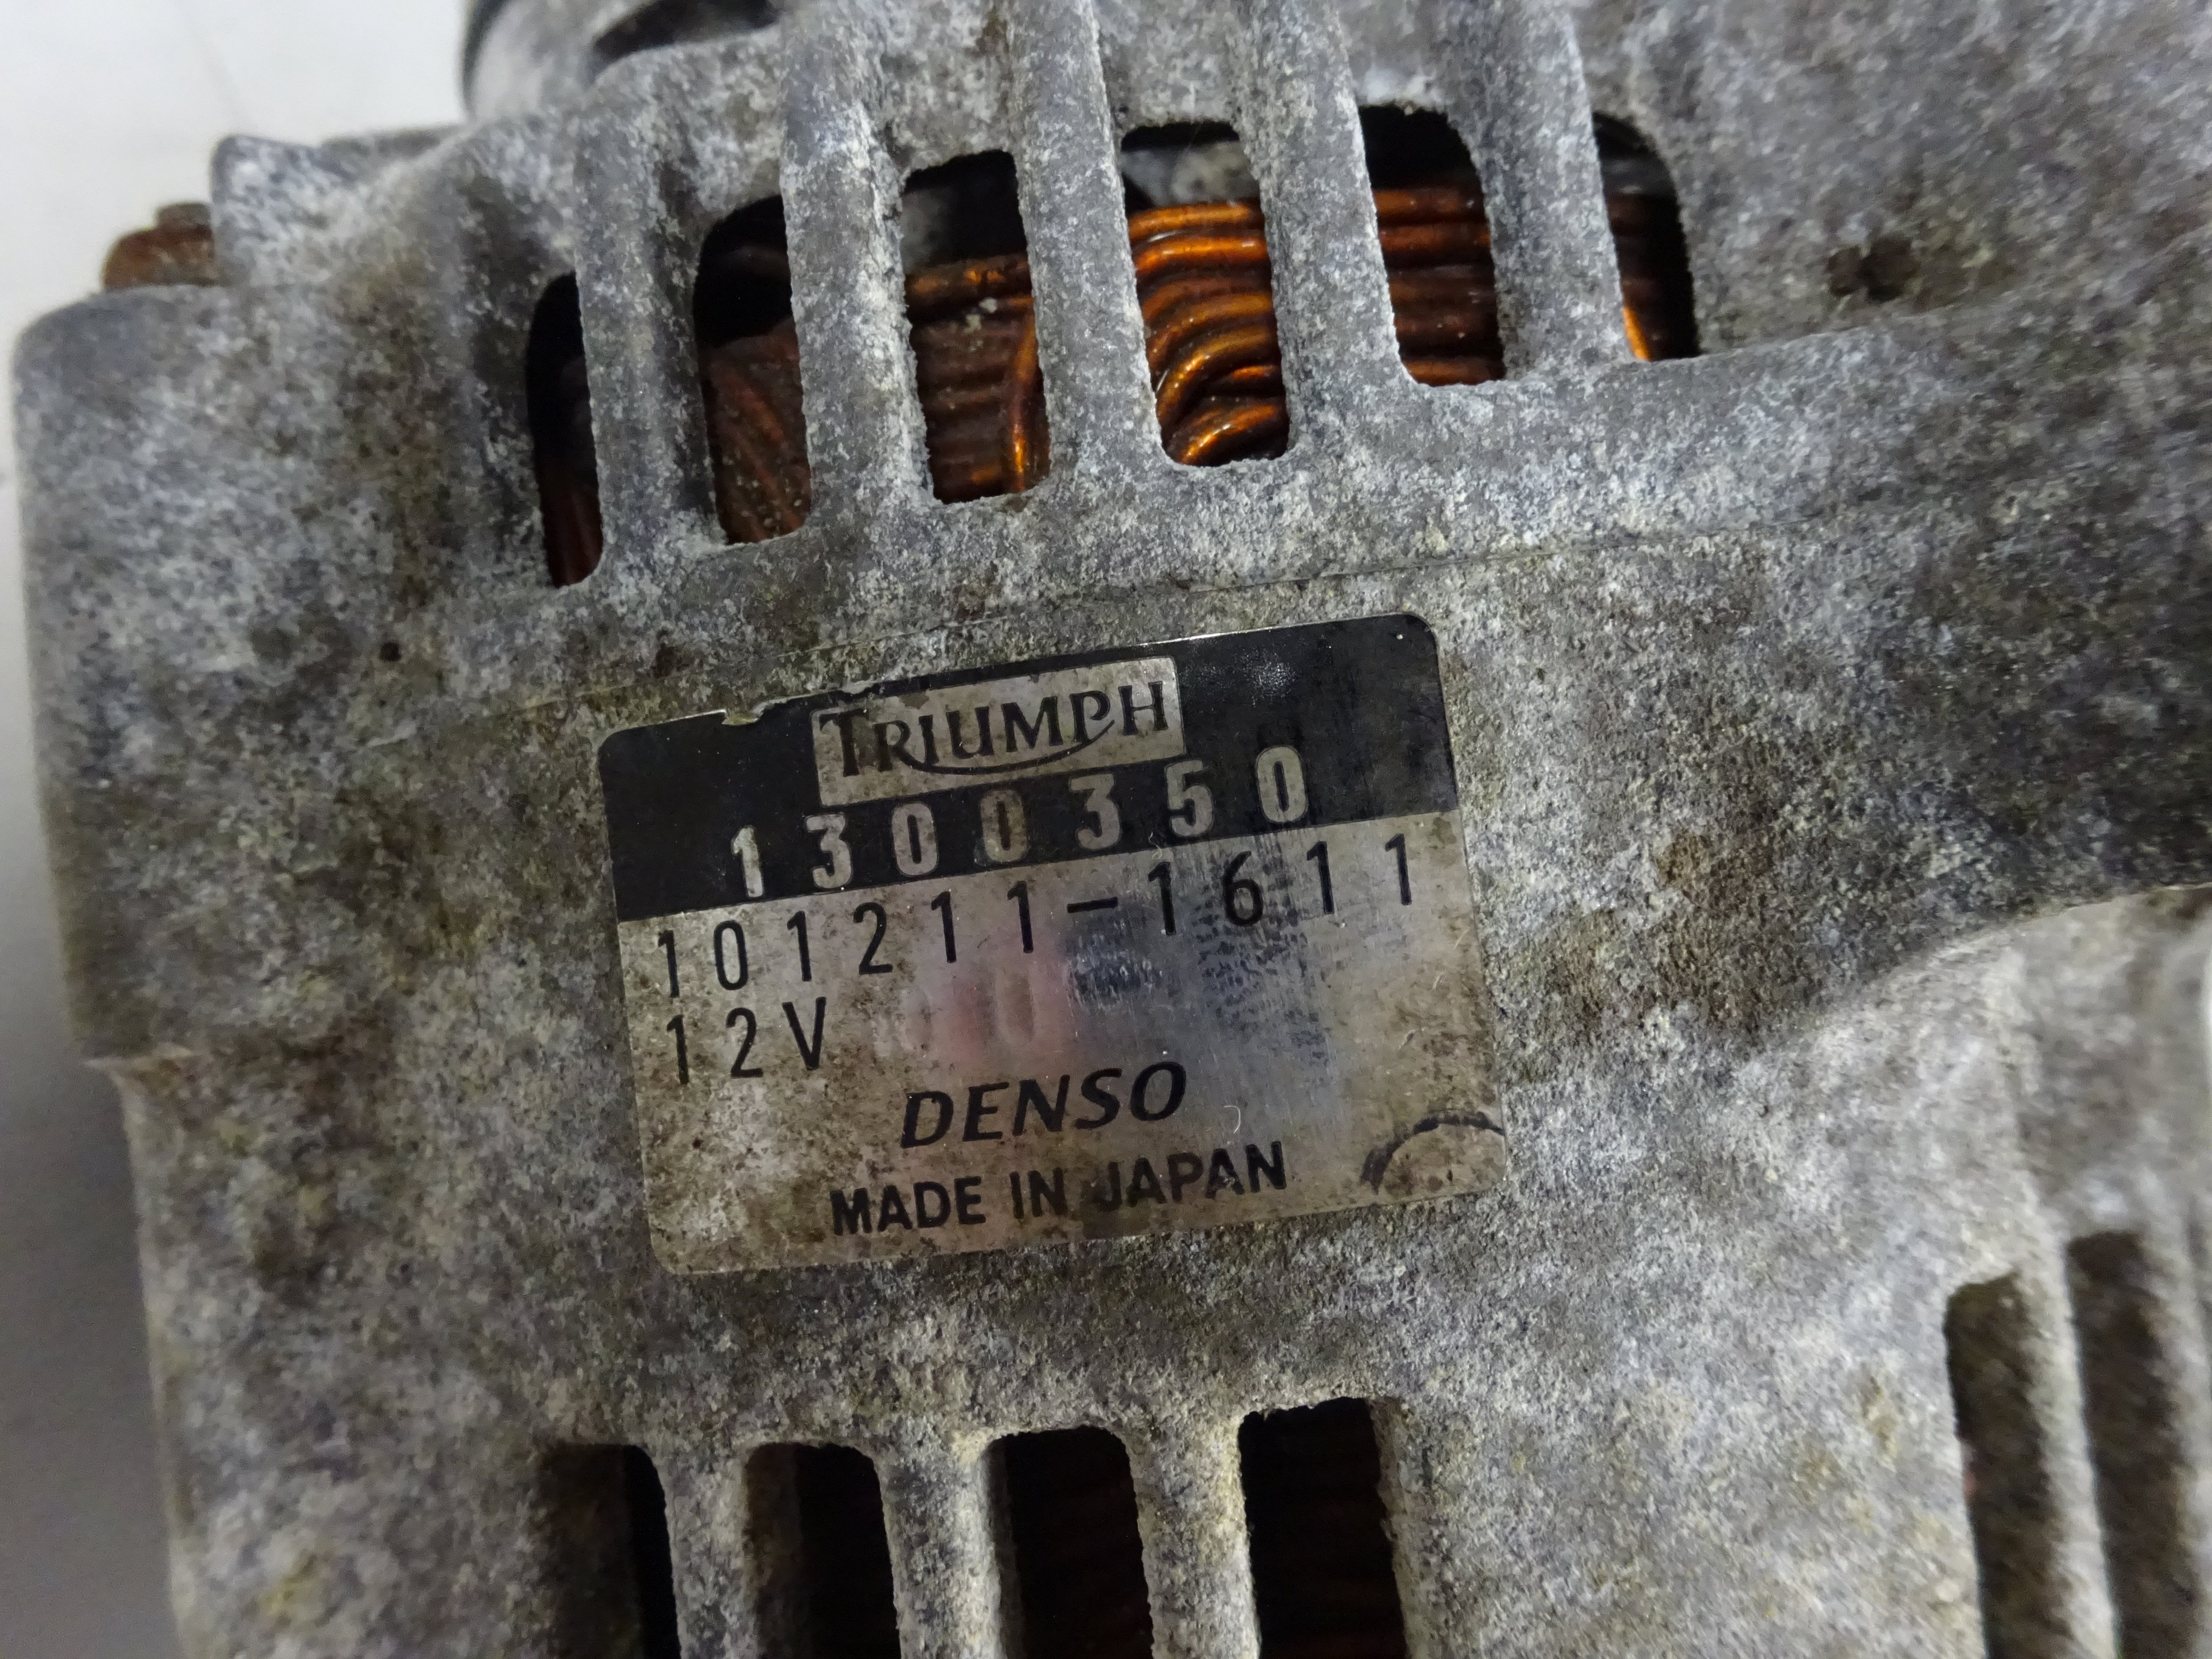 TRIUMPH
1300350
101211-1611
12V
DENSO
MADE IN JAPAN